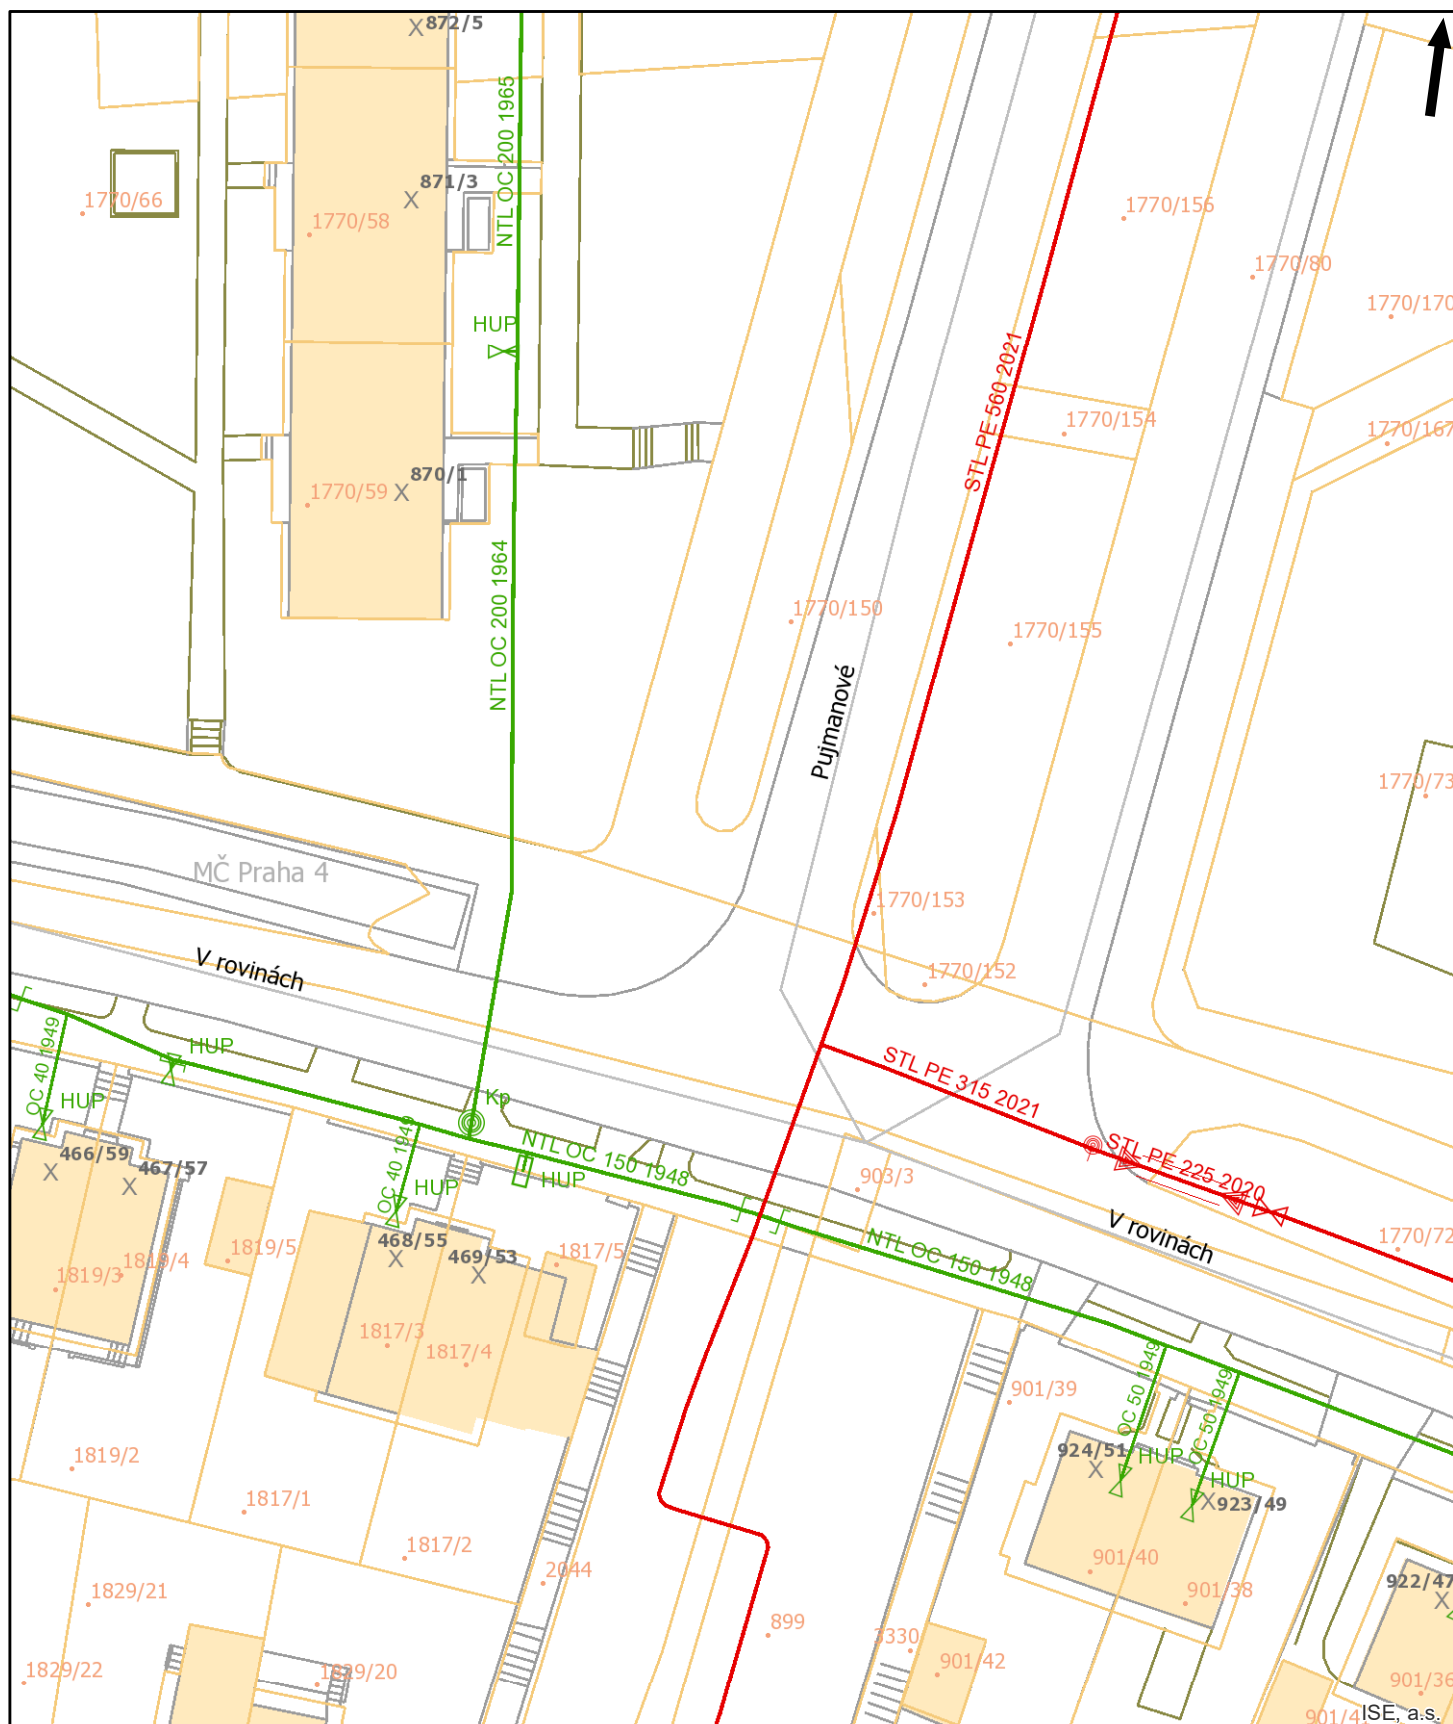 872/5
NTL OC 200 1965
871/3
1770/66
1770/58
1770/156
1770/80
1770/170
HUP
STL PE 560 2021
1770/154
1770/167
870/1
1770/59
NTL OC 200 1964
1770/150
1770/155
Pujmanové
1770/73
MČ Praha 4
1770/153
1770/152
V rovinách
OC 40 1949
HUP
HUP
Kp
STL PE 315 2021
STL PE 225 2020
466/59
467/57
OC 40 1949
NTL OC 150 1948
HUP
HUP
903/3
V rovinách
1770/72
468/55
469/53
1819/5
1819/4
1819/3
1817/5
NTL OC 150 1948
1817/3
1817/4
OC 50 1949
OC 50 1949
901/39
924/51
HUP
HUP
923/49
1819/2
1817/1
1817/2
2044
901/40
901/38
922/47
1829/21
899
3330
901/42
1829/22
1829/20
901/36
ISE, a.s.